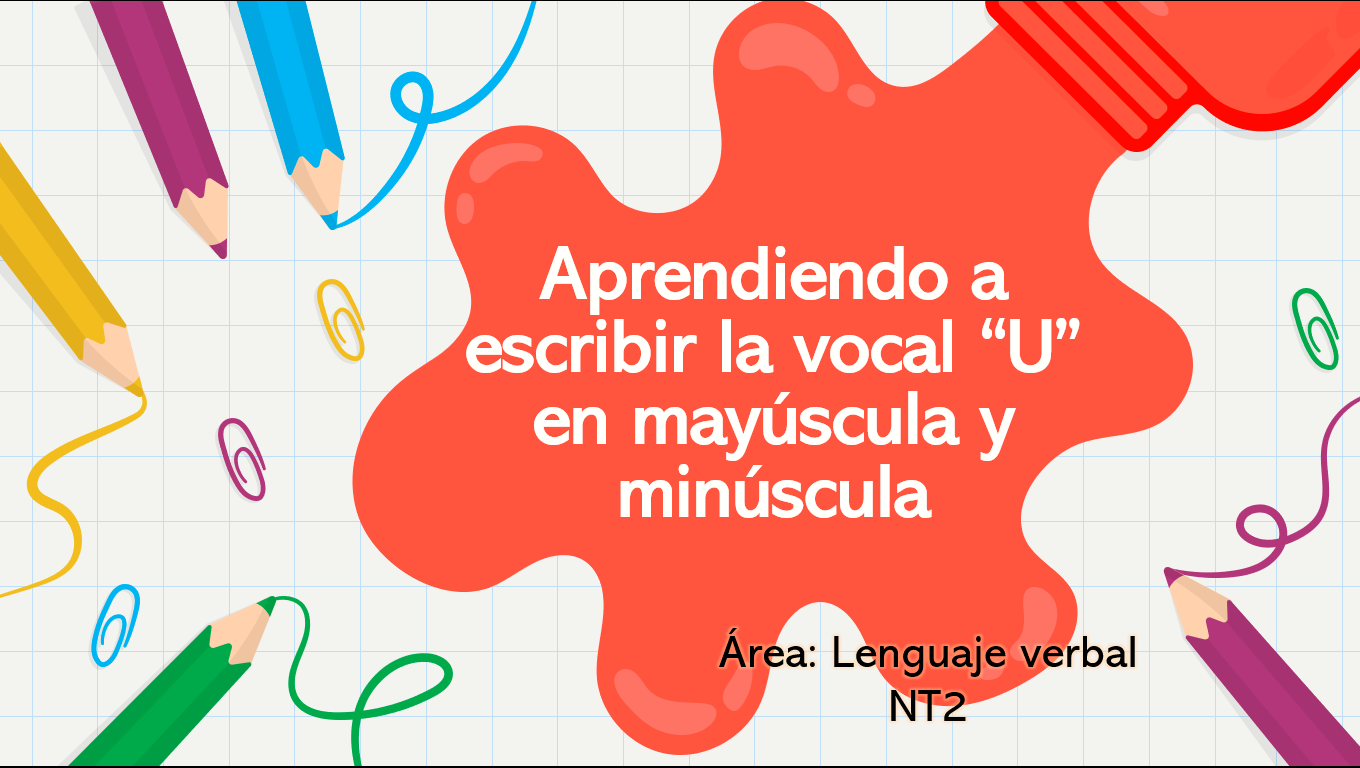 Aprendiendo a
escribir la vocal “U”
en mayúscula y
minúscula
Área: Lenguaje verbal
NT2